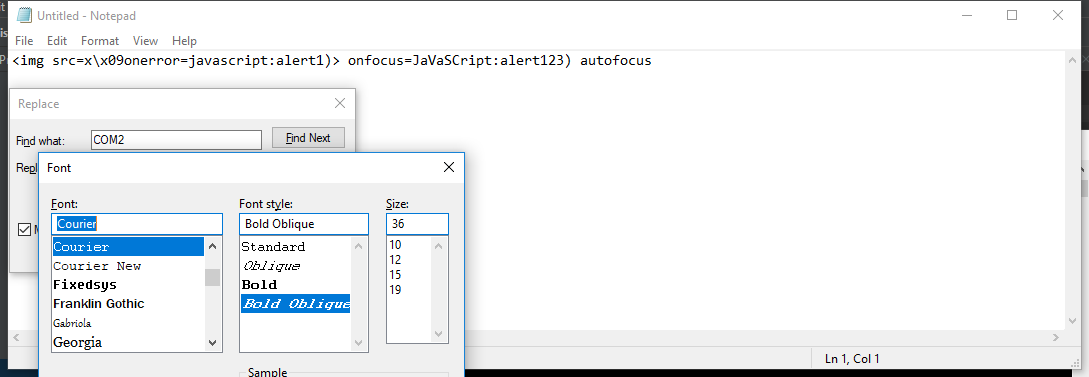 Untitled - Notepad
File Edit Format View Help
<img src=x\x09onerror=javascript:alert1)> onfocus=JaVaSCript:alert123) autofocus
Replace
Find what: COM2 Find Next
Repl
Font
Font: Font style: Size:
Courier Bold Oblique 36
Courier Standard 10
Courier New Oblique 12
Fixedsys Bold 15
Franklin Gothic Bold Oblique 19
Gabriola
Georgia
Sample
Ln 1, Col 1